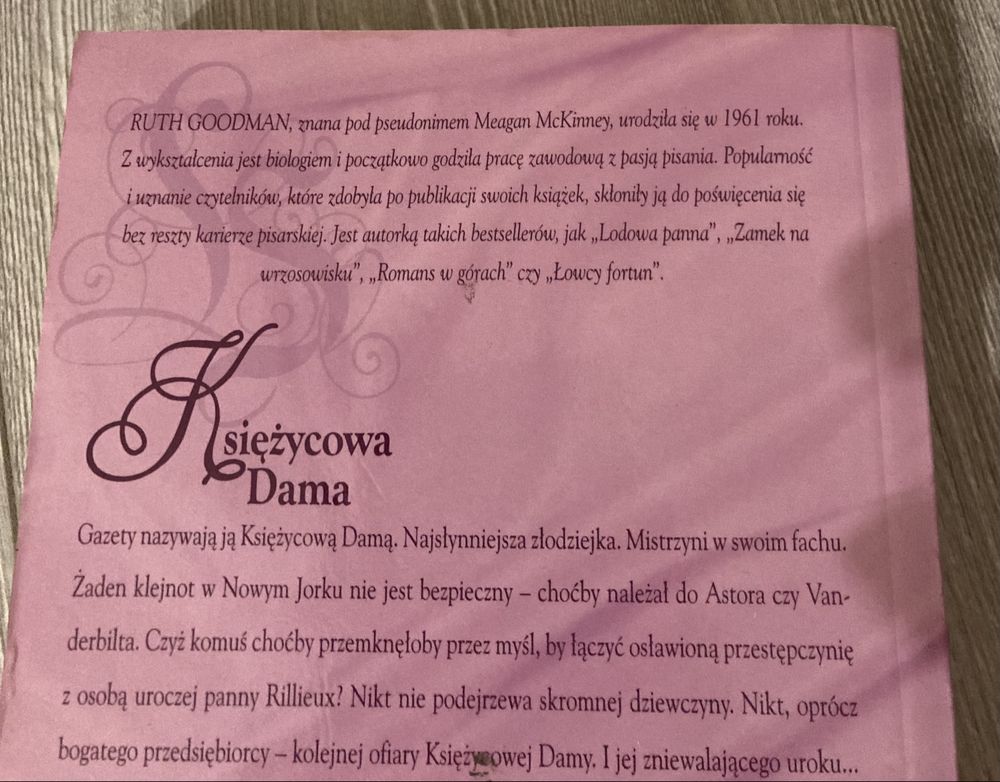 RUTH GOODMAN, znana pod pseudonimem Meagan McKinney, urodziła się w 1961 roku.
Z wykształcenia jest biologiem i początkowo godziła pracę zawodową z pasją pisania. Popularność
i uznanie czytelników, które zdobyła po publikacji swoich książek, skłoniły ją do poświęcenia się
bez reszty karierze pisarskiej. Jest autorką takich bestsellerów, jak „Lodowa panna”, „Zamek na
wrzosowisku”, „Romans w górach” czy „Łowcy fortun”.
Księżycowa
Dama
Gazety nazywają ją Księżycową Damą. Najsłynniejsza złodziejka. Mistrzyni w swoim fachu.
Żaden klejnot w Nowym Jorku nie jest bezpieczny – choćby należał do Astora czy Van-
derbilta. Czyż komuś choćby przemknęłoby przez myśl, by łączyć osławioną przestępczynię
z osobą uroczej panny Rillieux? Nikt nie podejrzewa skromnej dziewczyny. Nikt, oprócz
bogatego przedsiębiorcy – kolejnej ofiary Księżycowej Damy. I jej zniewalającego uroku...